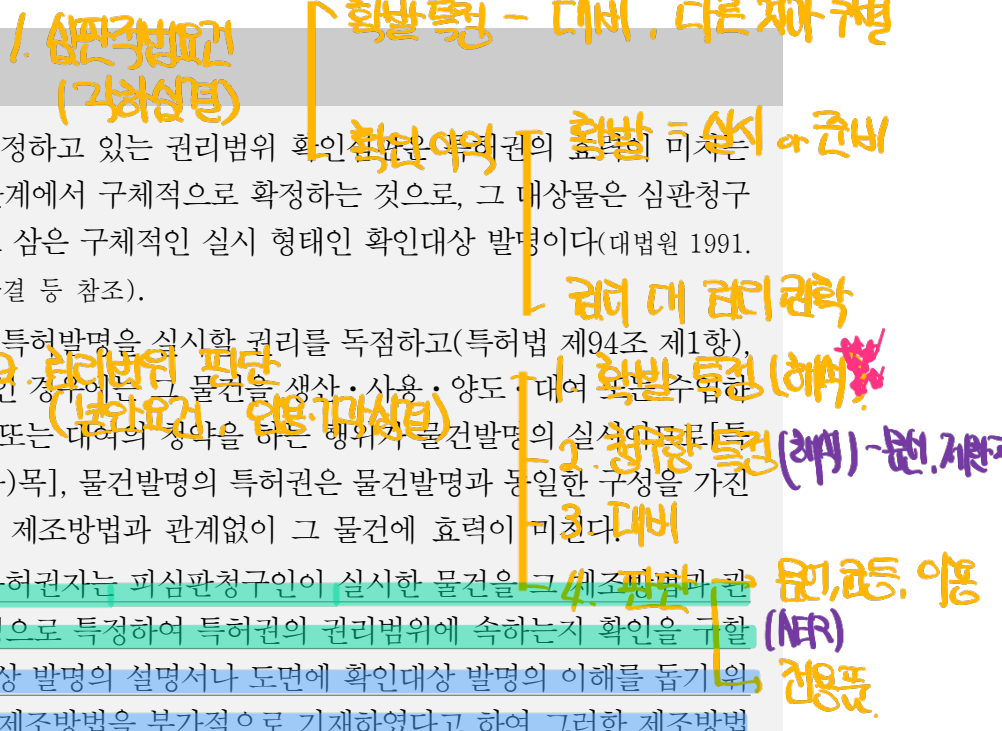 1. 심판적법요건
(각하심결)
확발 특정 - 대비, 다른 것과 구별
확인이익
확발 = 실시 or 준비
권리 대 권리 관할
정하고 있는 권리범위 확인심판은 특허권의 효력이 미치는
계에서 구체적으로 확정하는 것으로, 그 대상물은 심판청구
삼은 구체적인 실시 형태인 확인대상 발명이다(대법원 1991.
결 등 참조).
특허발명을 실시할 권리를 독점하고(특허법 제94조 제1항),
인 경우에는 그 물건을 생산·사용·양도·대여 또는 수입하
또는 대여의 청약을 하는 행위가 물건발명의 실시이므로[특
)목], 물건발명의 특허권은 물건발명과 동일한 구성을 가진
제조방법과 관계없이 그 물건에 효력이 미친다.
허권자는 피심판청구인이 실시한 물건을 그 제조방법과 관
으로 특정하여 특허권의 권리범위에 속하는지 확인을 구할
상 발명의 설명서나 도면에 확인대상 발명의 이해를 돕기 위
제조방법을 부가적으로 기재하였다고 하여 그러한 제조방법
2. 권리범위 판단
(본안요건 인용·기각심결)
1. 확발 특정 (해석)
2. 청구항 특정 (해석) - 문언, 제한
3. 대비
4. 판단 → 문언, 균등, 이용
(NER)
전용품